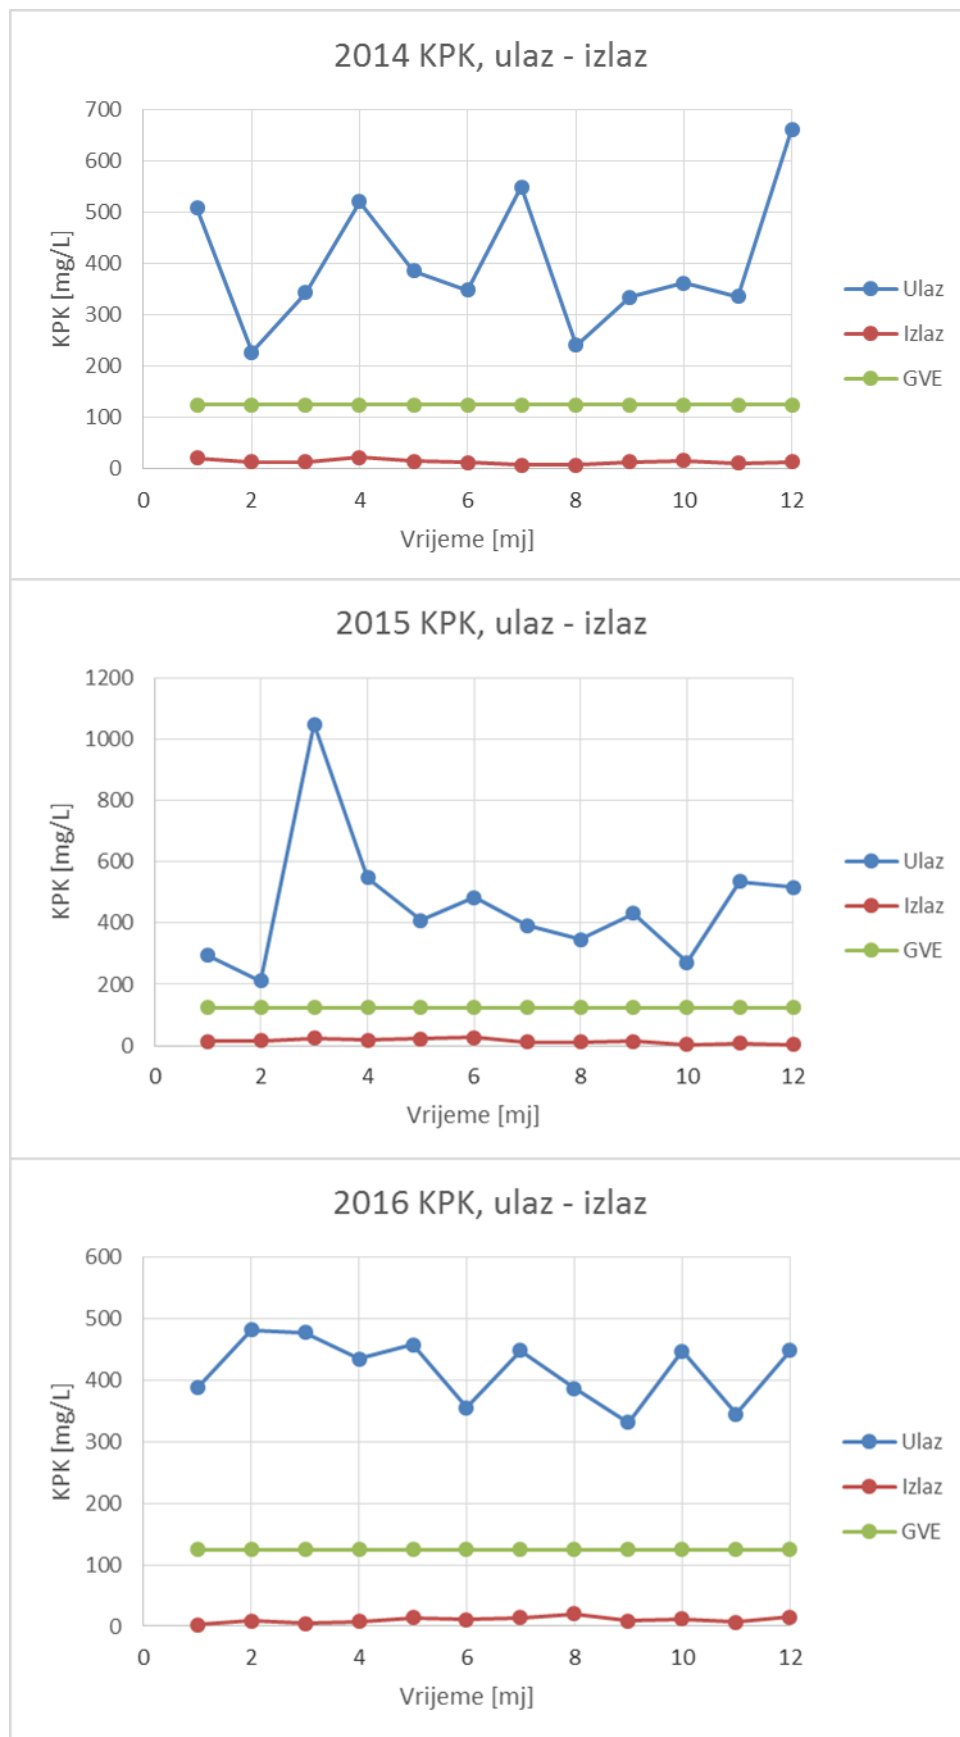 2014 KPK, ulaz - izlaz
700
600
500
400
300
200
100
0
KPK [mg/L]
0 2 4 6 8 10 12
Vrijeme [mj]
Ulaz
Izlaz
GVE
2015 KPK, ulaz - izlaz
1200
1000
800
600
400
200
0
KPK [mg/L]
0 2 4 6 8 10 12
Vrijeme [mj]
Ulaz
Izlaz
GVE
2016 KPK, ulaz - izlaz
600
500
400
300
200
100
0
KPK [mg/L]
0 2 4 6 8 10 12
Vrijeme [mj]
Ulaz
Izlaz
GVE